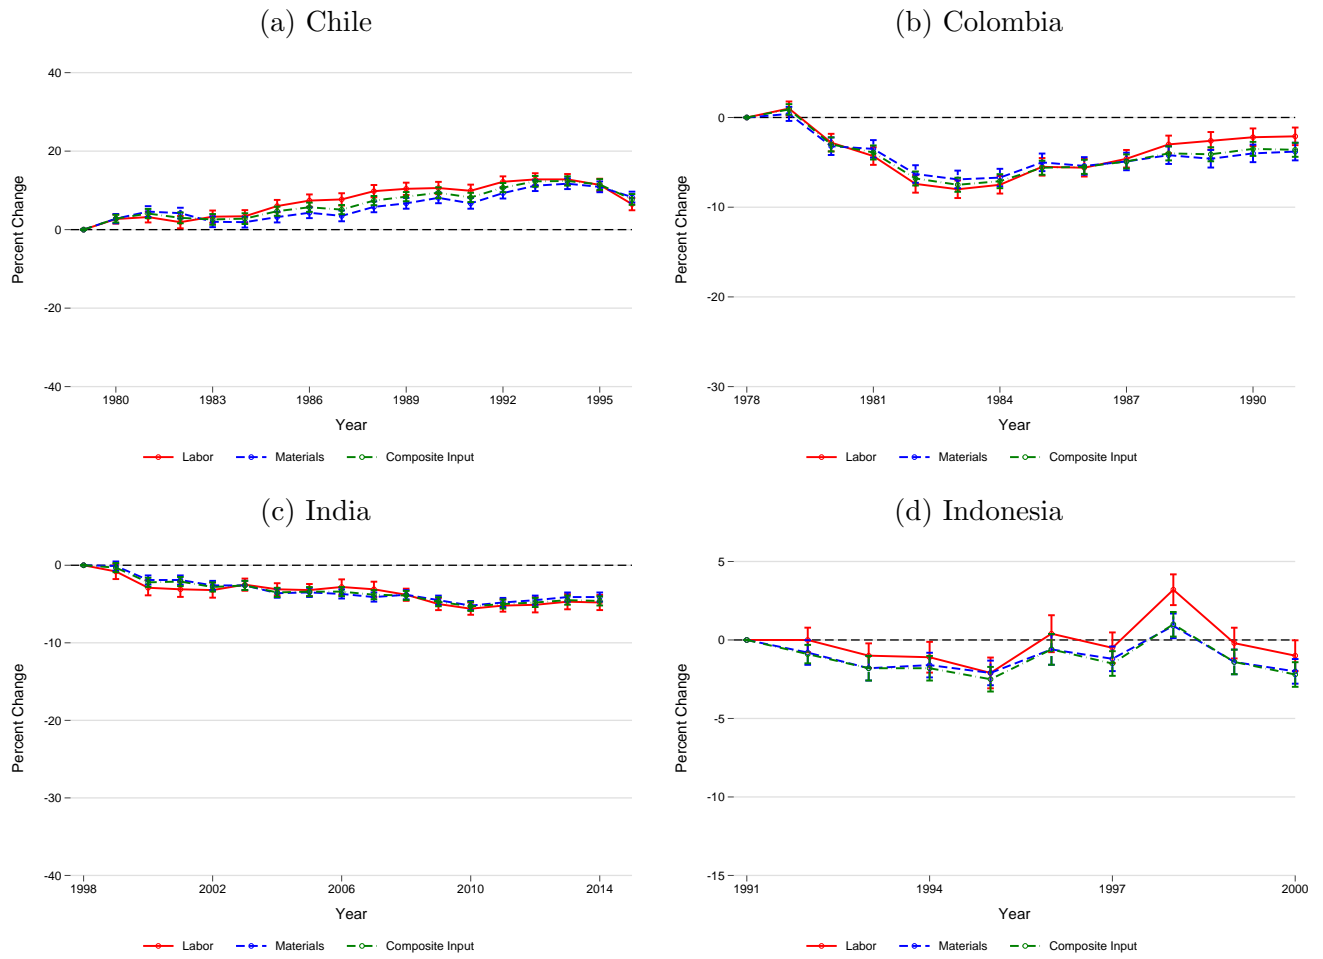 (a) Chile
Percent Change
40
20
0
-20
-40
1980 1983 1986 1989 1992 1995
Year
Labor Materials Composite Input
(b) Colombia
Percent Change
0
-10
-20
-30
1978 1981 1984 1987 1990
Year
Labor Materials Composite Input
(c) India
Percent Change
0
-10
-20
-30
-40
1998 2002 2006 2010 2014
Year
Labor Materials Composite Input
(d) Indonesia
Percent Change
5
0
-5
-10
-15
1991 1994 1997 2000
Year
Labor Materials Composite Input